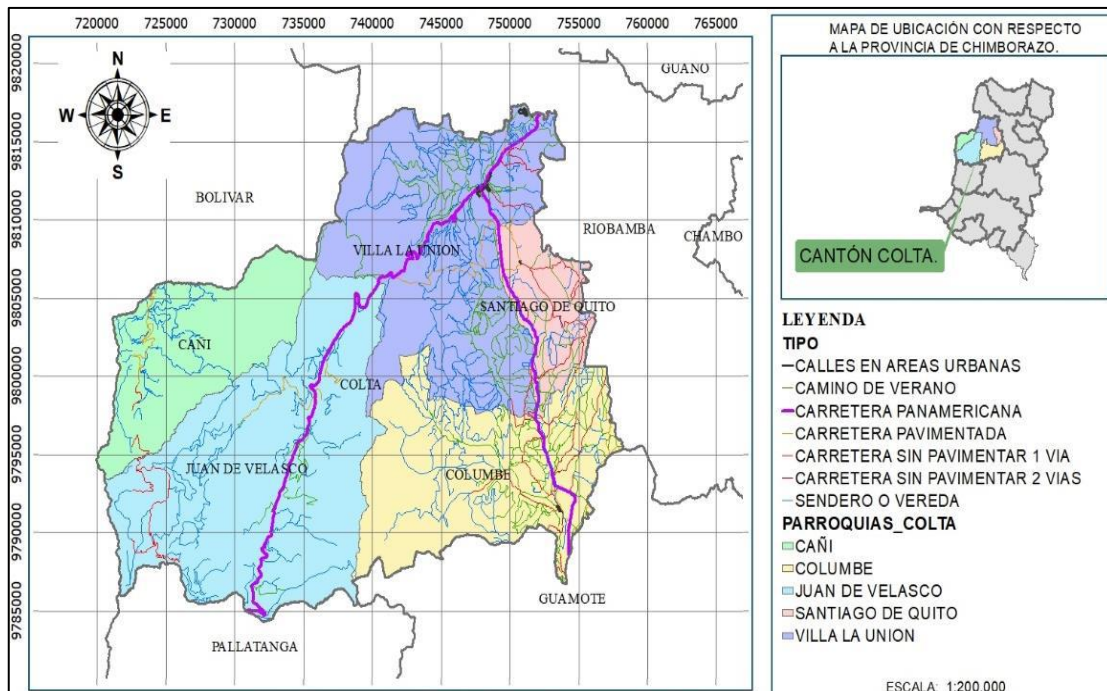 720000 725000 730000 735000 740000 745000 750000 755000 760000 765000
9820000
9815000
9810000
9805000
9800000
9795000
9790000
9785000
N
W E
S
GUANO
BOLIVAR
RIOBAMBA
CHAMBO
VILLA LA UNION
SANTIAGO DE QUITO
CAÑI
COLTA
JUAN DE VELASCO
COLUMBE
GUAMOTE
PALLATANGA
MAPA DE UBICACIÓN CON RESPECTO
A LA PROVINCIA DE CHIMBORAZO.
CANTÓN COLTA.
LEYENDA
TIPO
CALLES EN AREAS URBANAS
CAMINO DE VERANO
CARRETERA PANAMERICANA
CARRETERA PAVIMENTADA
CARRETERA SIN PAVIMENTAR 1 VIA
CARRETERA SIN PAVIMENTAR 2 VIAS
SENDERO O VEREDA
PARROQUIAS_COLTA
CAÑI
COLUMBE
JUAN DE VELASCO
SANTIAGO DE QUITO
VILLA LA UNION
ESCALA: 1:200.000